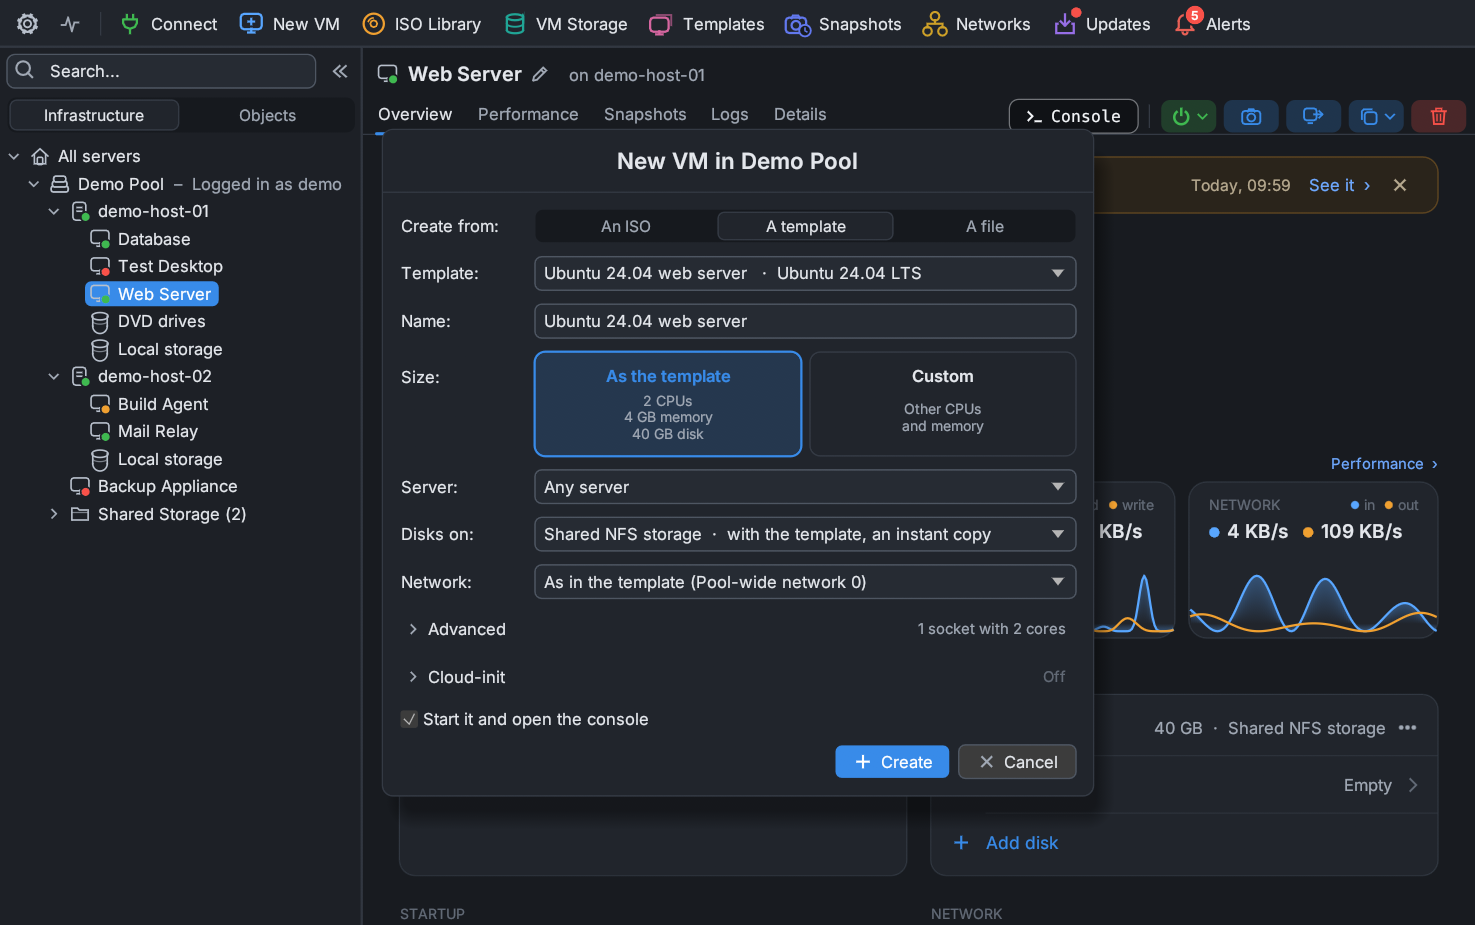 Connect
New VM
ISO Library
VM Storage
Templates
Snapshots
Networks
Updates
5
Alerts
Search...
Infrastructure
Objects
All servers
Demo Pool – Logged in as demo
demo-host-01
Database
Test Desktop
Web Server
DVD drives
Local storage
demo-host-02
Build Agent
Mail Relay
Local storage
Backup Appliance
Shared Storage (2)
Web Server
on demo-host-01
Overview
Performance
Snapshots
Logs
Details
>_ Console
Today, 09:59
See it ›
New VM in Demo Pool
Create from:
An ISO
A template
A file
Template:
Ubuntu 24.04 web server · Ubuntu 24.04 LTS
Name:
Ubuntu 24.04 web server
Size:
As the template
2 CPUs
4 GB memory
40 GB disk
Custom
Other CPUs
and memory
Server:
Any server
Disks on:
Shared NFS storage · with the template, an instant copy
Network:
As in the template (Pool-wide network 0)
Advanced
1 socket with 2 cores
Cloud-init
Off
Start it and open the console
+ Create
Cancel
Performance ›
write
KB/s
NETWORK
in
out
4 KB/s
109 KB/s
40 GB · Shared NFS storage
Empty
+ Add disk
STARTUP
NETWORK